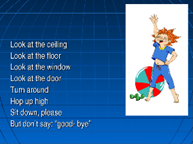 Look at the ceiling
Look at the floor
Look at the window
Look at the door
Turn around
Hop up high
Sit down, please
But don't say: "good- bye"